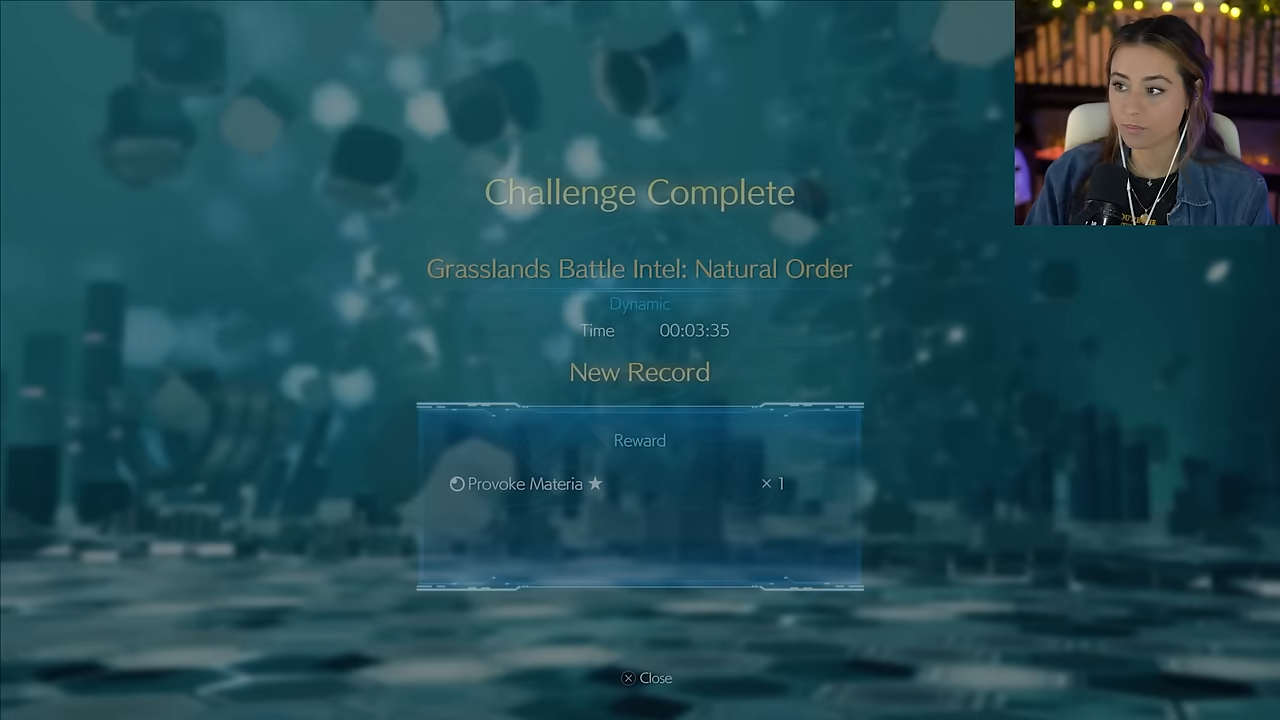 Challenge Complete
Grasslands Battle Intel: Natural Order
Dynamic
Time 00:03:35
New Record
Reward
Provoke Materia ★ × 1
Close